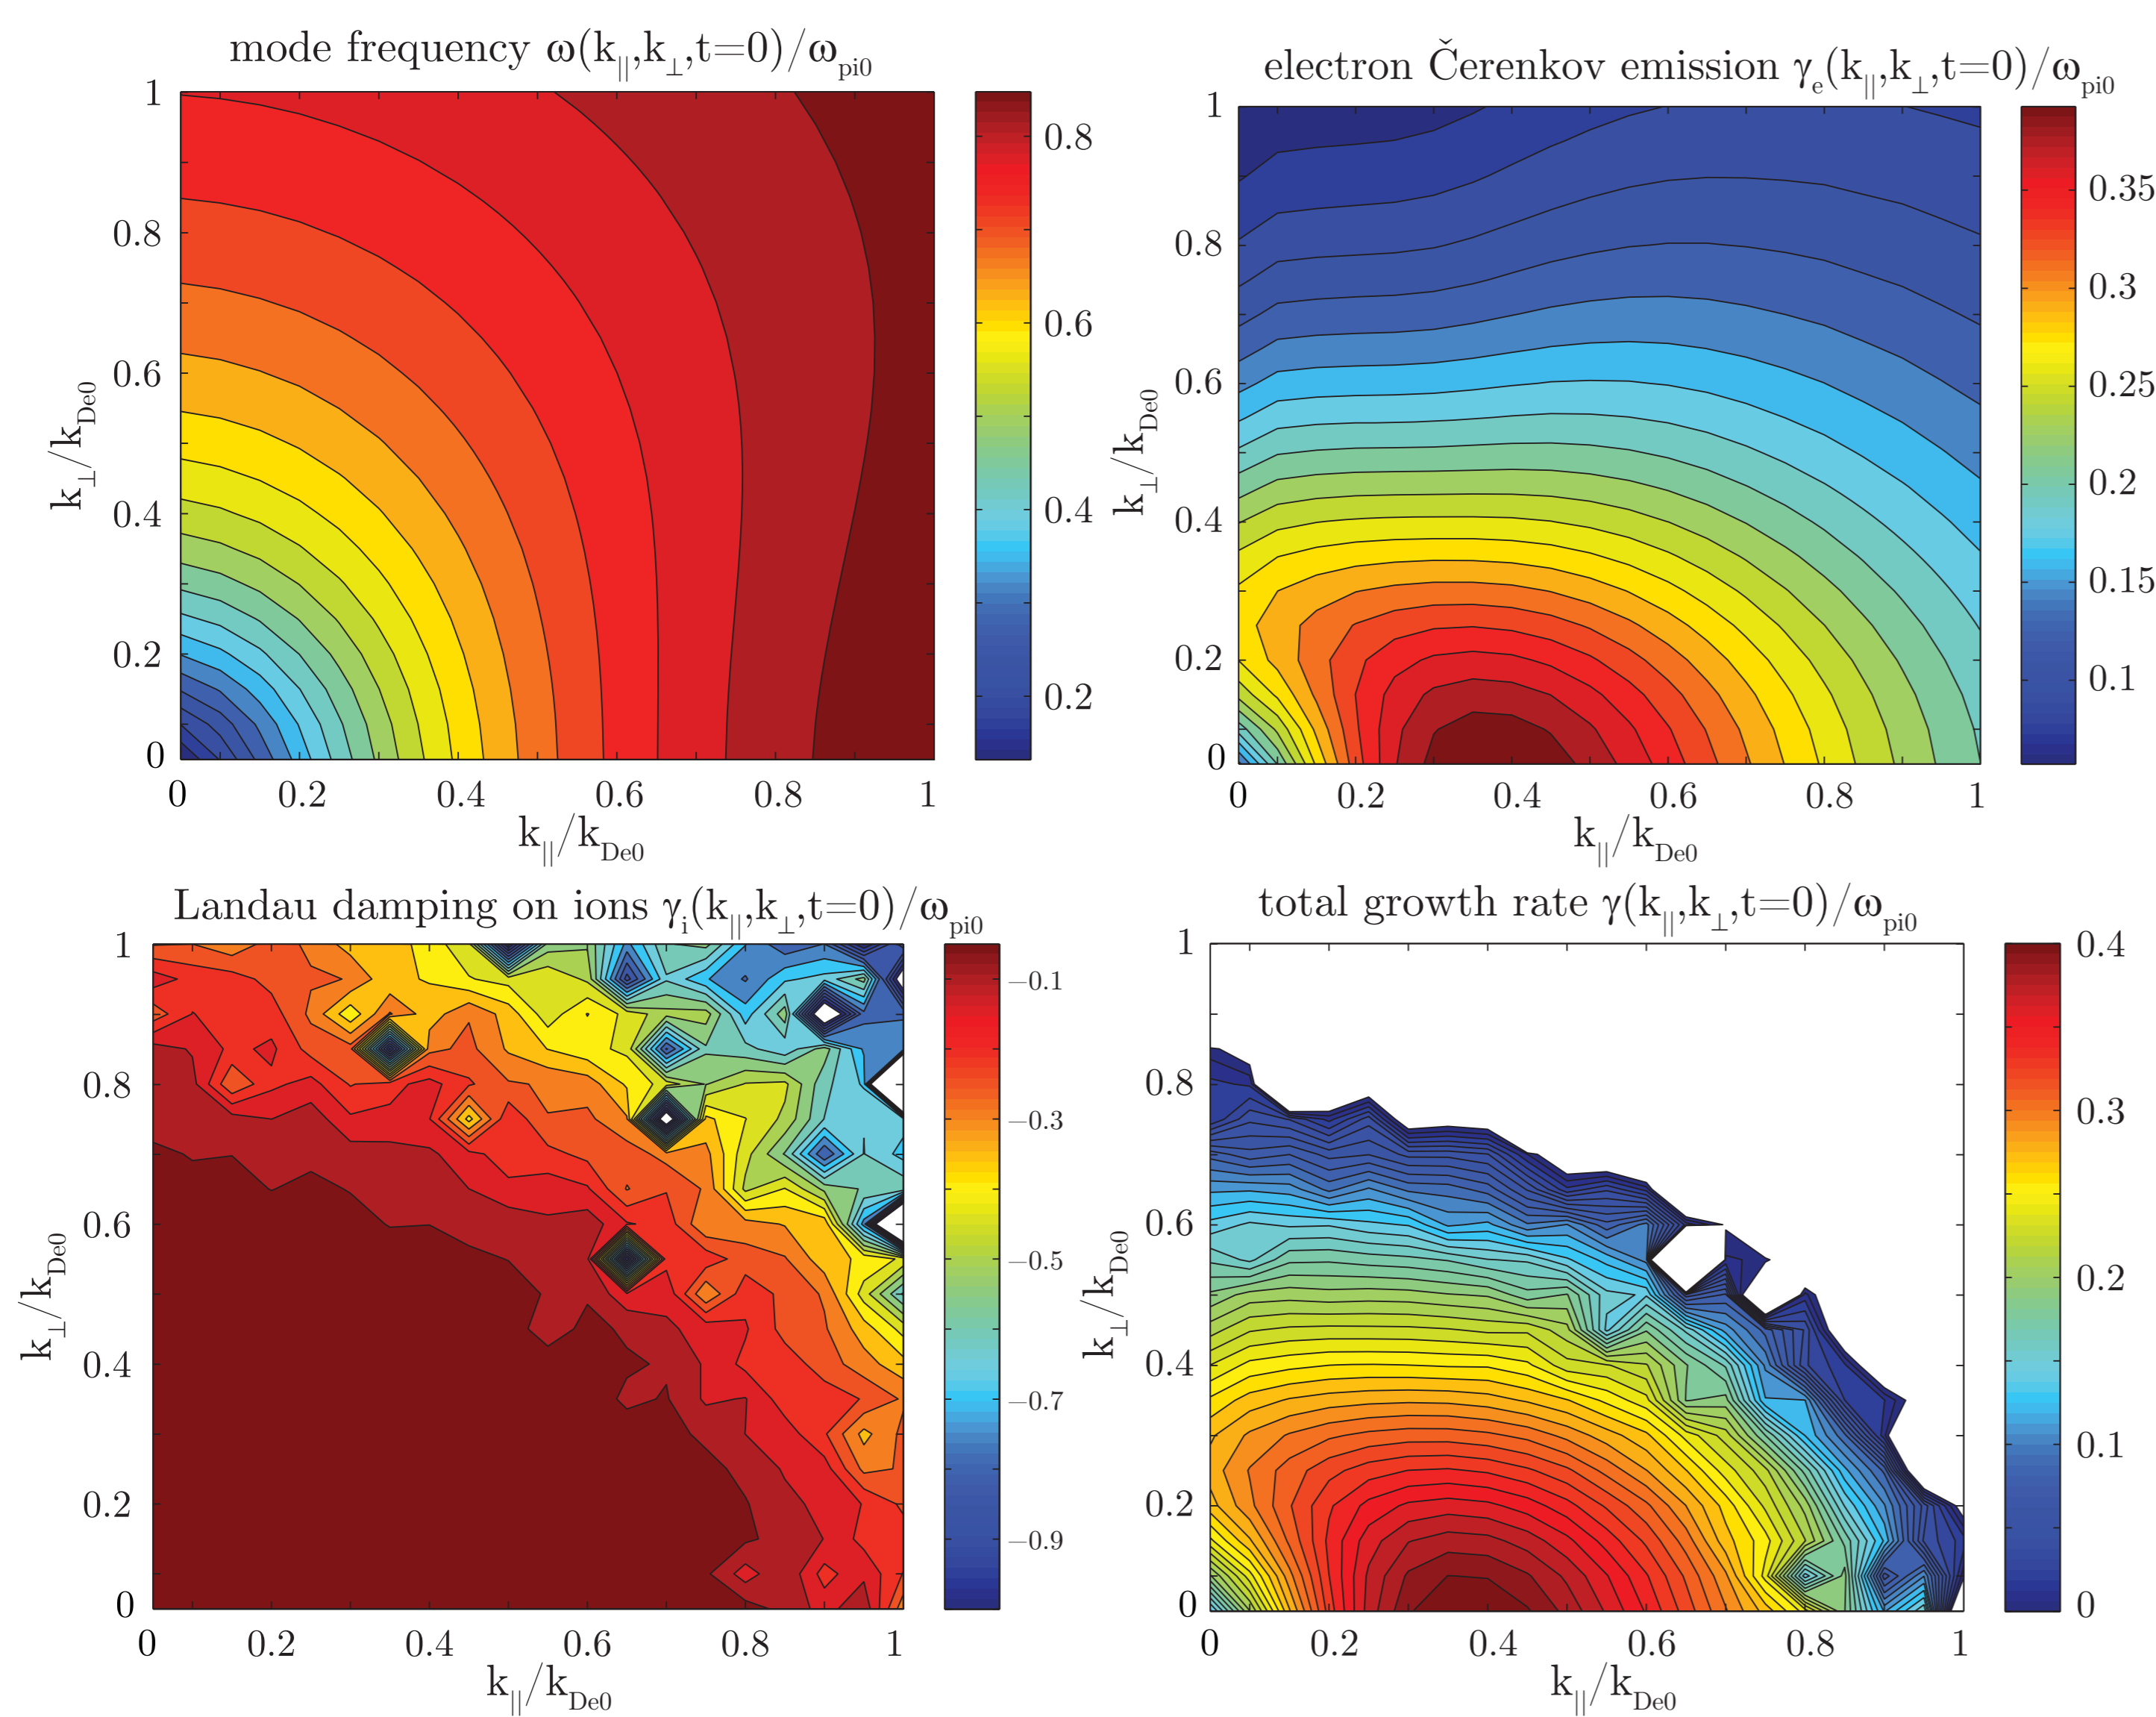 mode frequency ω(k||,k⊥,t=0)/ωpi0
1
0.8
0.6
0.4
0.2
0
k⊥/kDe0
0 0.2 0.4 0.6 0.8 1
k||/kDe0
0.8
0.6
0.4
0.2
electron Čerenkov emission γe(k||,k⊥,t=0)/ωpi0
1
0.8
0.6
0.4
0.2
0
k⊥/kDe0
0 0.2 0.4 0.6 0.8 1
k||/kDe0
0.35
0.3
0.25
0.2
0.15
0.1
Landau damping on ions γi(k||,k⊥,t=0)/ωpi0
1
0.8
0.6
0.4
0.2
0
k⊥/kDe0
0 0.2 0.4 0.6 0.8 1
k||/kDe0
−0.1
−0.3
−0.5
−0.7
−0.9
total growth rate γ(k||,k⊥,t=0)/ωpi0
1
0.8
0.6
0.4
0.2
0
k⊥/kDe0
0 0.2 0.4 0.6 0.8 1
k||/kDe0
0.4
0.3
0.2
0.1
0